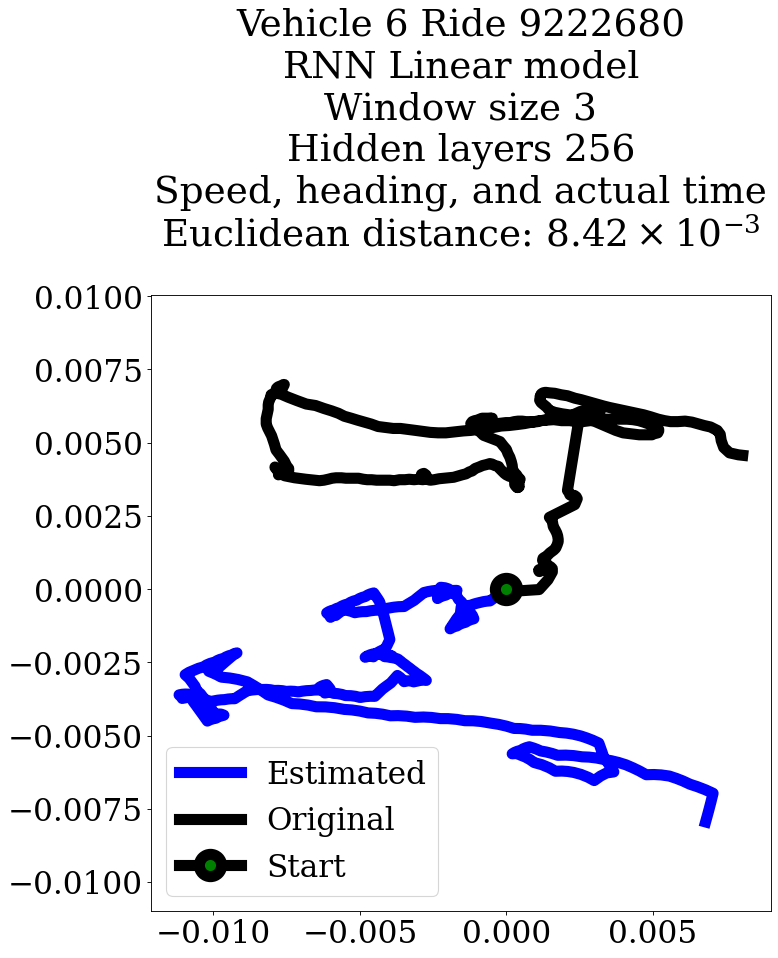 Vehicle 6 Ride 9222680
RNN Linear model
Window size 3
Hidden layers 256
Speed, heading, and actual time
Euclidean distance: 8.42 × 10⁻³
0.0100
0.0075
0.0050
0.0025
0.0000
−0.0025
−0.0050
−0.0075
−0.0100
Estimated
Original
Start
−0.010 −0.005 0.000 0.005